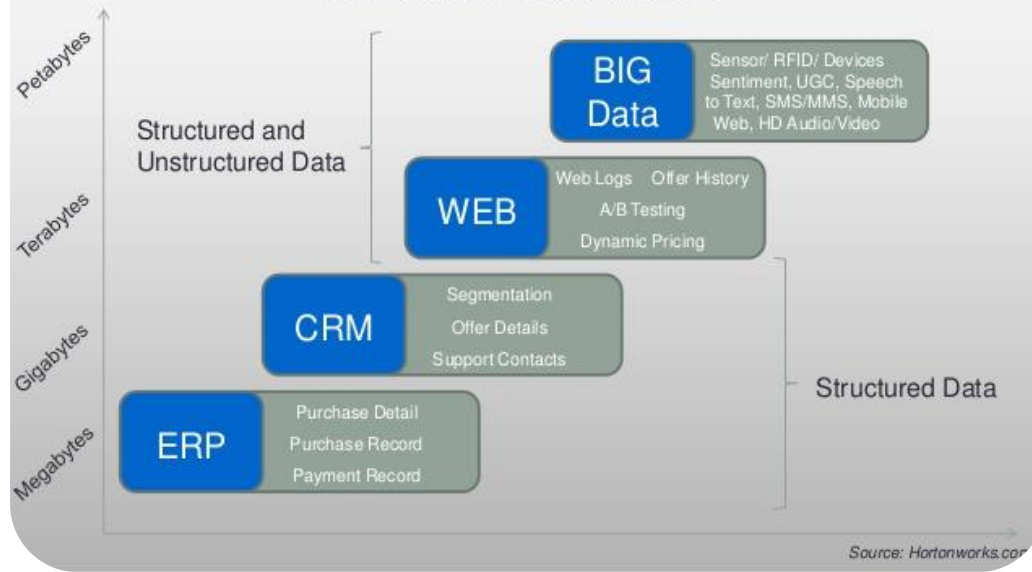 Petabytes
Terabytes
Gigabytes
Megabytes
Structured and
Unstructured Data
BIG
Data
Sensor/ RFID/ Devices
Sentiment, UGC, Speech
to Text, SMS/MMS, Mobile
Web, HD Audio/Video
WEB
Web Logs Offer History
A/B Testing
Dynamic Pricing
CRM
Segmentation
Offer Details
Support Contacts
Structured Data
ERP
Purchase Detail
Purchase Record
Payment Record
Source: Hortonworks.com